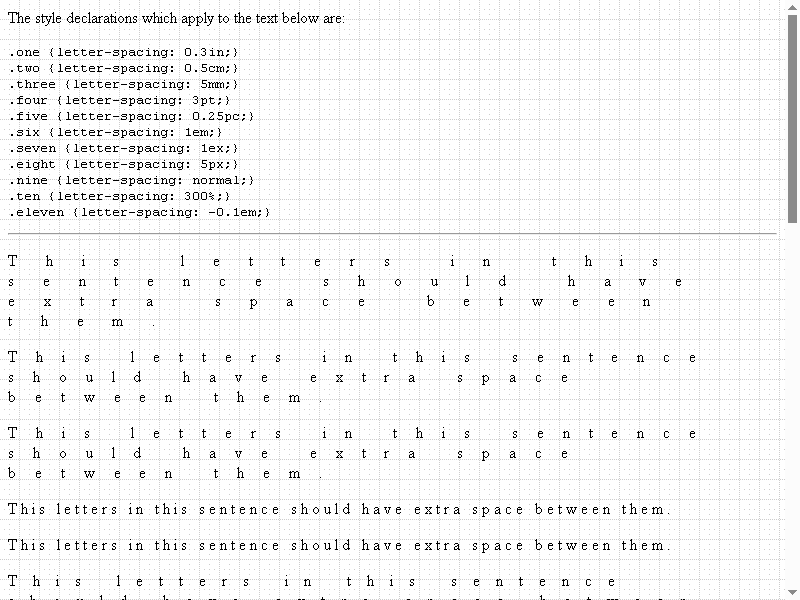 The style declarations which apply to the text below are:
.one {letter-spacing: 0.3in;}
.two {letter-spacing: 0.5cm;}
.three {letter-spacing: 5mm;}
.four {letter-spacing: 3pt;}
.five {letter-spacing: 0.25pc;}
.six {letter-spacing: 1em;}
.seven {letter-spacing: 1ex;}
.eight {letter-spacing: 5px;}
.nine {letter-spacing: normal;}
.ten {letter-spacing: 300%;}
.eleven {letter-spacing: -0.1em;}
This letters in this
sentence should have
extra space between
them.
This letters in this sentence
should have extra space
between them.
This letters in this sentence
should have extra space
between them.
This letters in this sentence should have extra space between them.
This letters in this sentence should have extra space between them.
This letters in this sentence
should have extra space between